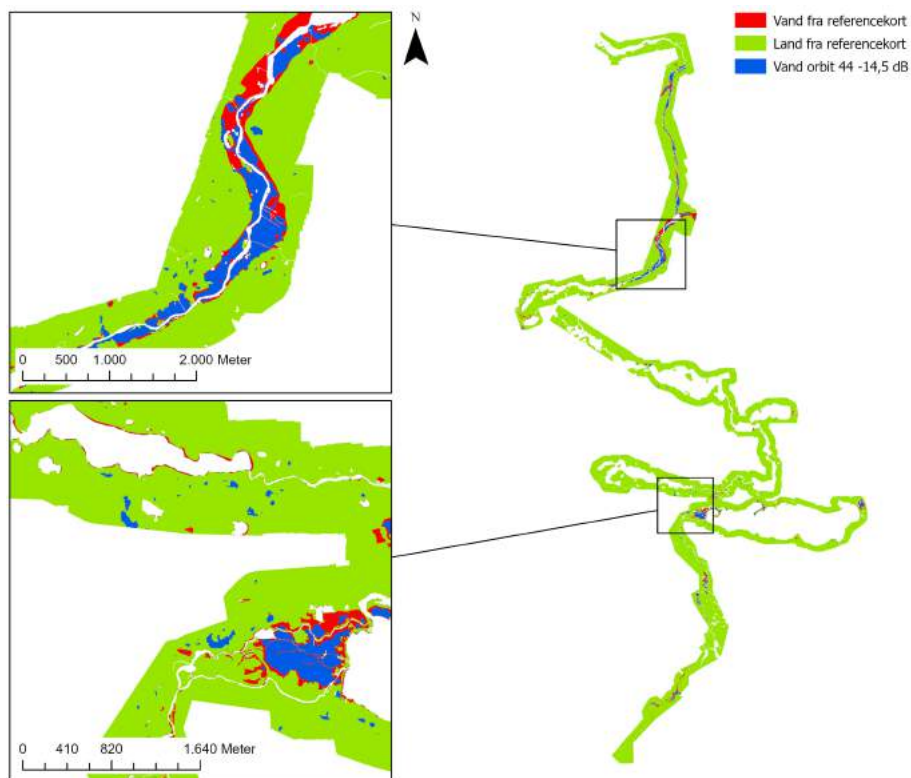 N
Vand fra referencekort
Land fra referencekort
Vand orbit 44 -14,5 dB
0 500 1.000 2.000 Meter
0 410 820 1.640 Meter